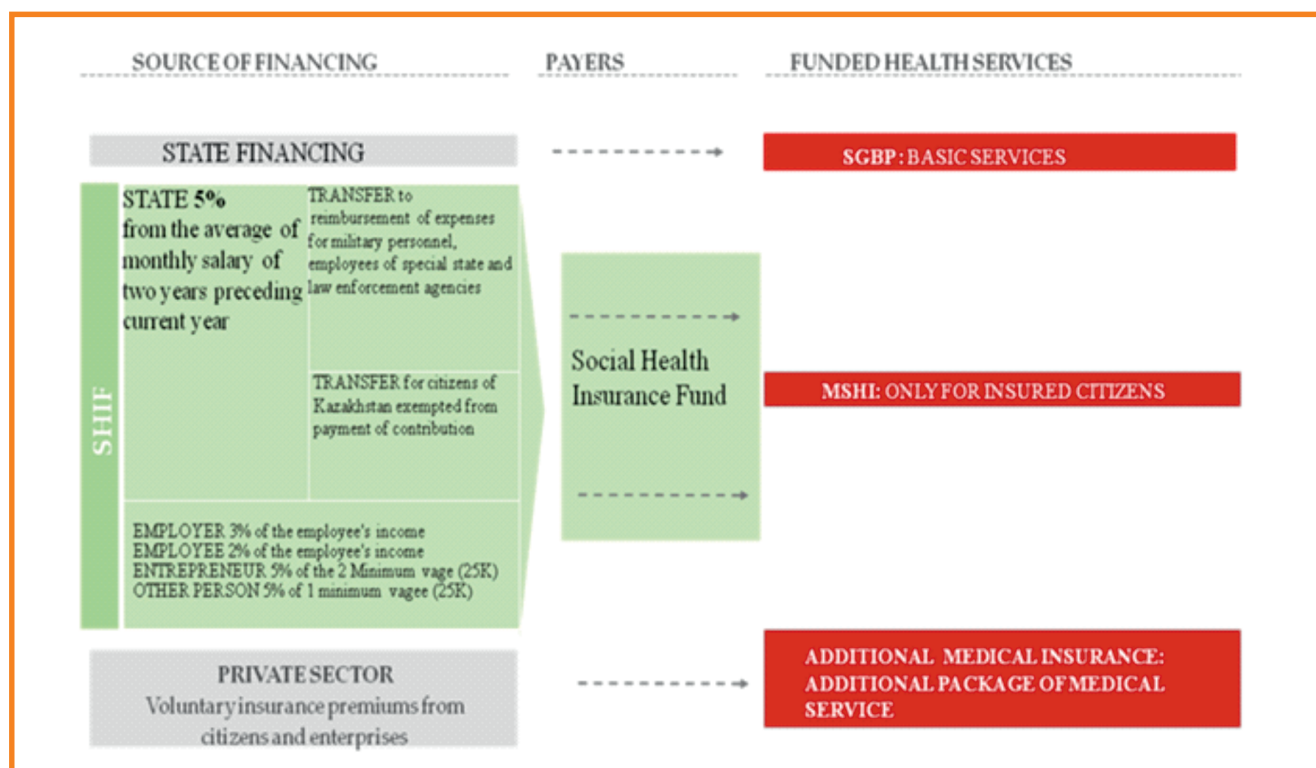 SOURCE OF FINANCING
PAYERS
FUNDED HEALTH SERVICES
STATE FINANCING
SGBP: BASIC SERVICES
SHIF
STATE 5%
from the average of
monthly salary of
two years preceding
current year
TRANSFER to
reimbursement of expenses
for military personnel,
employees of special state and
law enforcement agencies
TRANSFER for citizens of
Kazakhstan exempted from
payment of contribution
EMPLOYER 3% of the employee's income
EMPLOYEE 2% of the employee's income
ENTREPRENEUR 5% of the 2 Minimum vage (25K)
OTHER PERSON 5% of 1 minimum vagee (25K)
Social Health
Insurance Fund
MSHI: ONLY FOR INSURED CITIZENS
PRIVATE SECTOR
Voluntary insurance premiums from
citizens and enterprises
ADDITIONAL MEDICAL INSURANCE:
ADDITIONAL PACKAGE OF MEDICAL
SERVICE